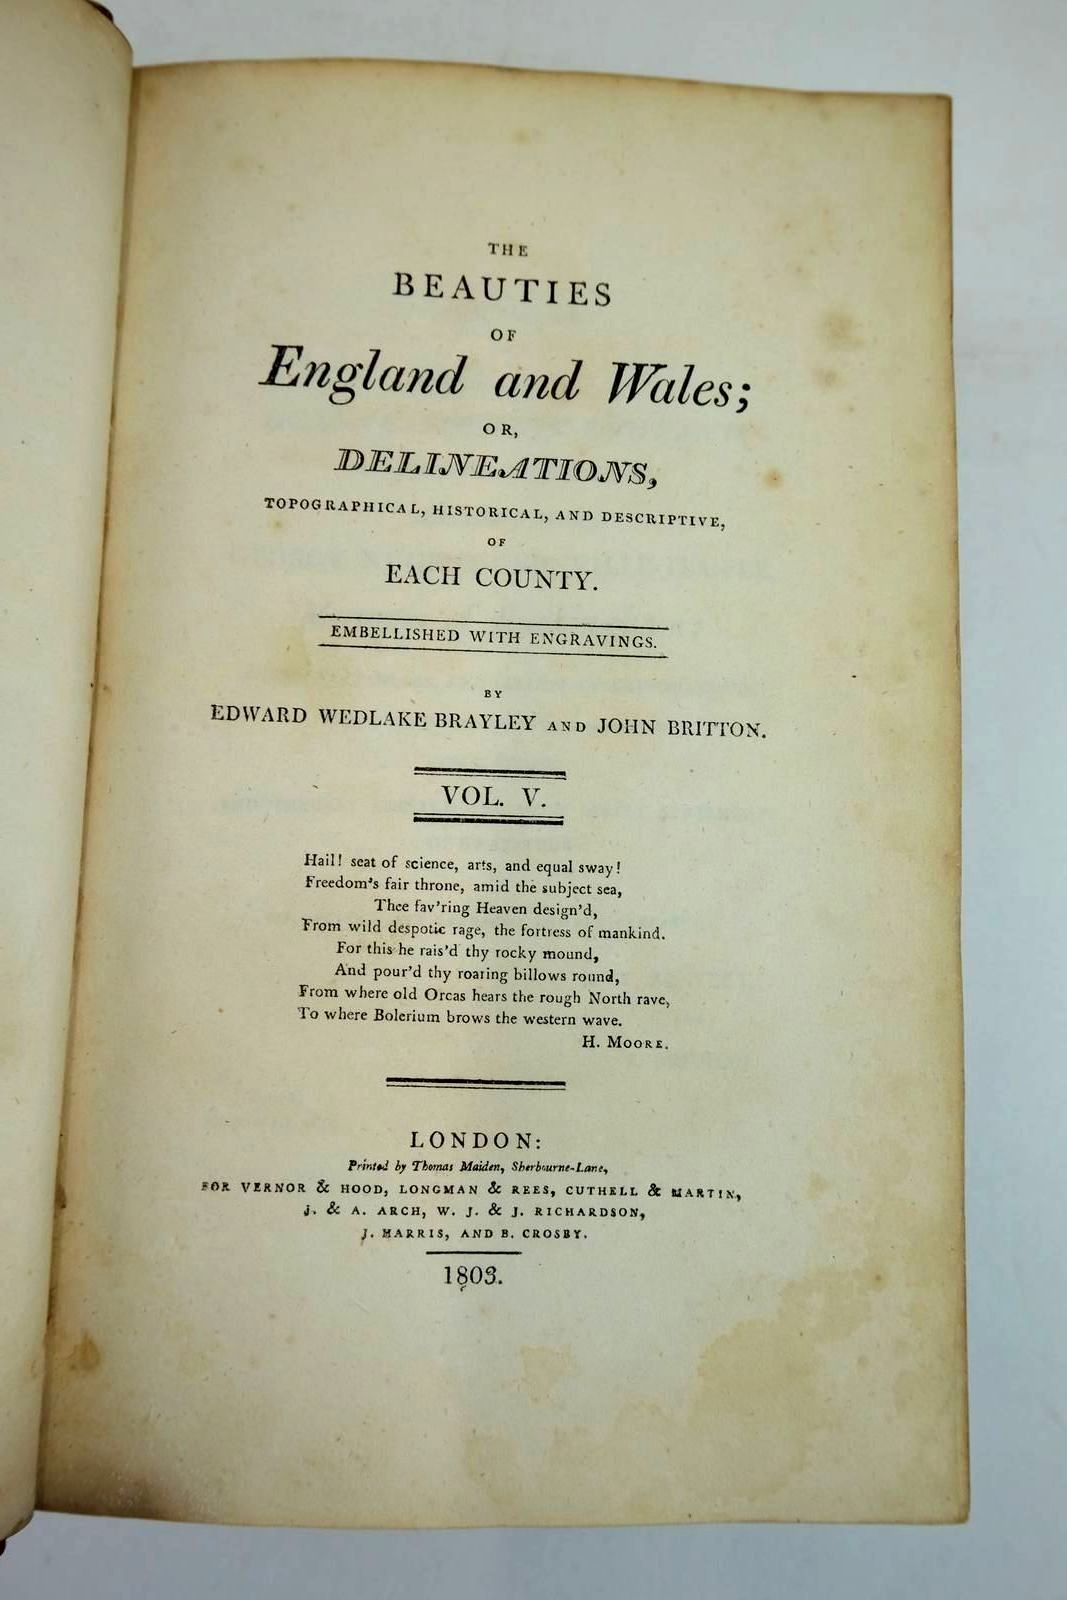 THE
BEAUTIES
OF
England and Wales;
OR,
DELINEATIONS,
TOPOGRAPHICAL, HISTORICAL, AND DESCRIPTIVE,
OF
EACH COUNTY.
EMBELLISHED WITH ENGRAVINGS.
BY
EDWARD WEDLAKE BRAYLEY AND JOHN BRITTON.
VOL. V.
Hail! seat of science, arts, and equal sway!
Freedom's fair throne, amid the subject sea,
Thee fav'ring Heaven design'd,
From wild despotic rage, the fortress of mankind.
For this he rais'd thy rocky mound,
And pour'd thy roaring billows round,
From where old Orcas hears the rough North rave,
To where Bolerium brows the western wave.
H. MOORE.
LONDON:
Printed by Thomas Maiden, Sherbourne-Lane,
FOR VERNOR & HOOD, LONGMAN & REES, CUTHELL & MARTIN,
J. & A. ARCH, W. J. & J. RICHARDSON,
J. HARRIS, AND B. CROSBY.
1803.